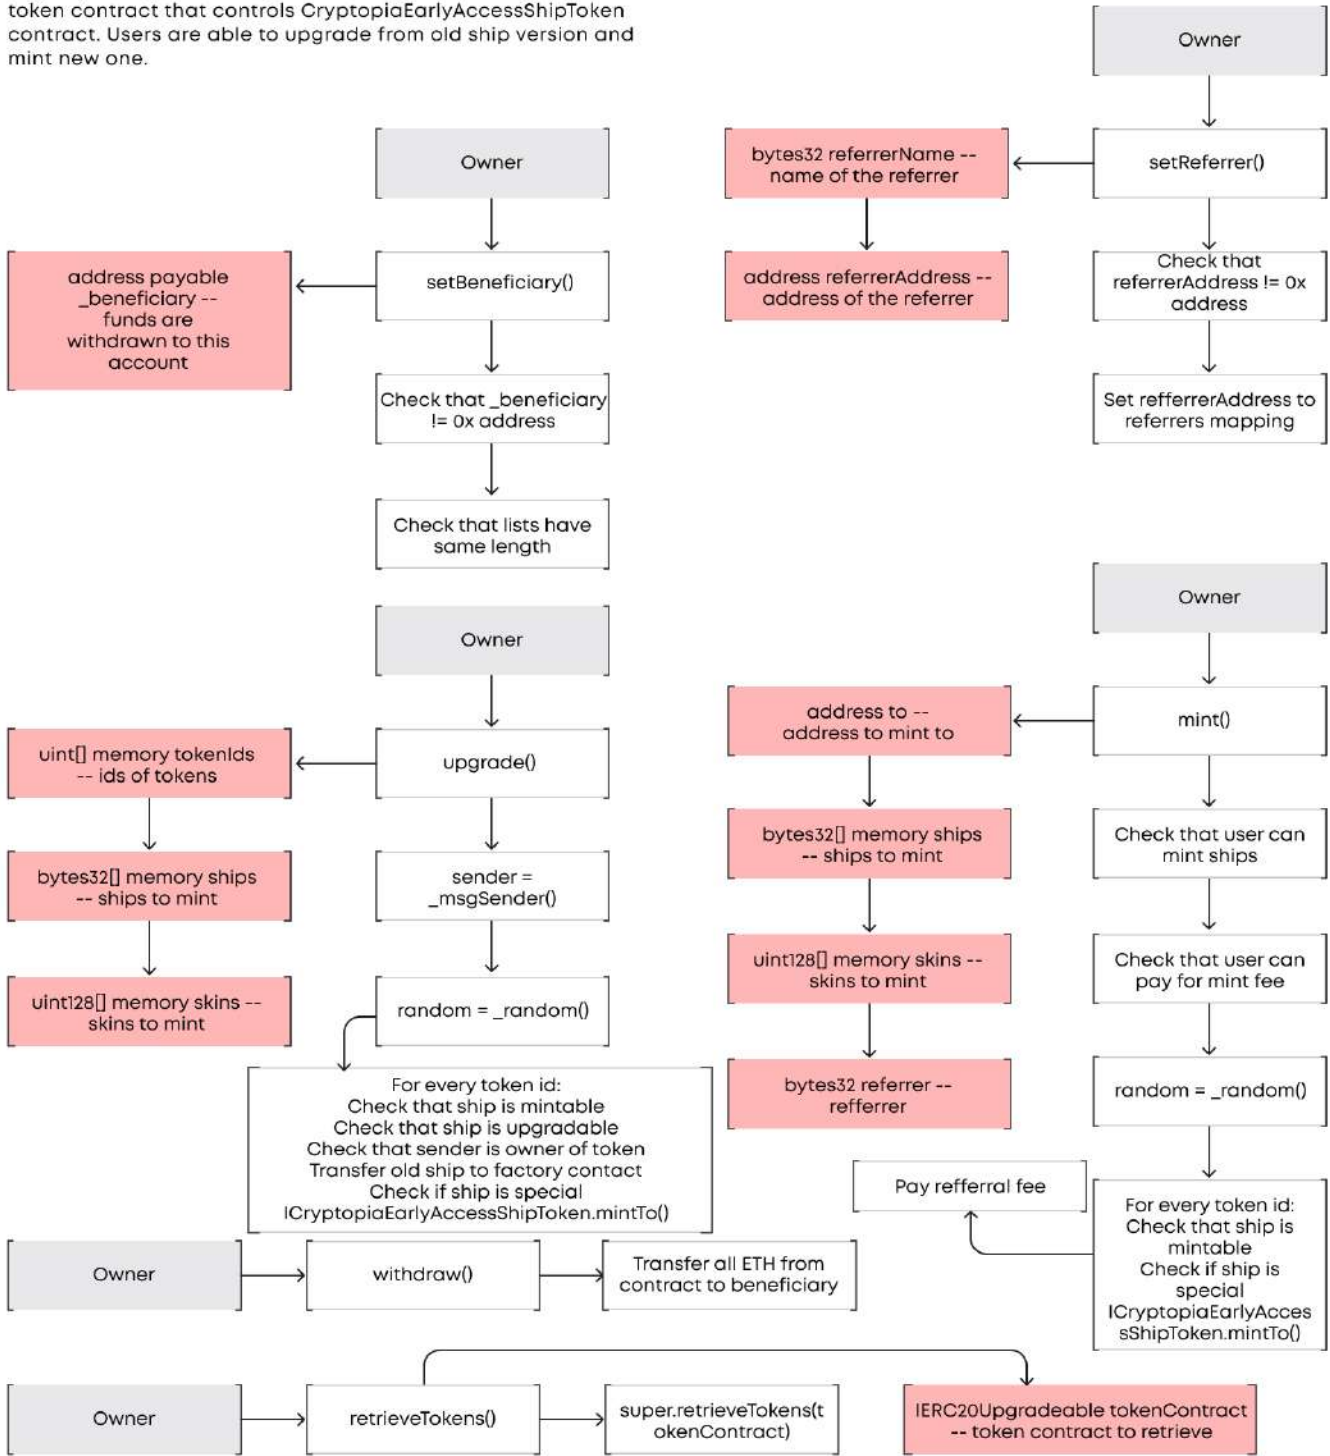 token contract that controls CryptopiaEarlyAccessShipToken
contract. Users are able to upgrade from old ship version and
mint new one.
Owner
setBeneficiary()
address payable
_beneficiary --
funds are
withdrawn to this
account
Check that _beneficiary
!= 0x address
Check that lists have
same length
Owner
setReferrer()
bytes32 referrerName --
name of the referrer
address referrerAddress --
address of the referrer
Check that
referrerAddress != 0x
address
Set refferrerAddress to
referrers mapping
Owner
upgrade()
uint[] memory tokenIds
-- ids of tokens
bytes32[] memory ships
-- ships to mint
uint128[] memory skins --
skins to mint
sender =
_msgSender()
random = _random()
For every token id:
Check that ship is mintable
Check that ship is upgradable
Check that sender is owner of token
Transfer old ship to factory contact
Check if ship is special
ICryptopiaEarlyAccessShipToken.mintTo()
Owner
mint()
address to --
address to mint to
bytes32[] memory ships
-- ships to mint
uint128[] memory skins --
skins to mint
bytes32 referrer --
refferrer
Check that user can
mint ships
Check that user can
pay for mint fee
random = _random()
For every token id:
Check that ship is
mintable
Check if ship is
special
ICryptopiaEarlyAcces
sShipToken.mintTo()
Pay refferral fee
Owner
withdraw()
Transfer all ETH from
contract to beneficiary
Owner
retrieveTokens()
super.retrieveTokens(t
okenContract)
IERC20Upgradeable tokenContract
-- token contract to retrieve